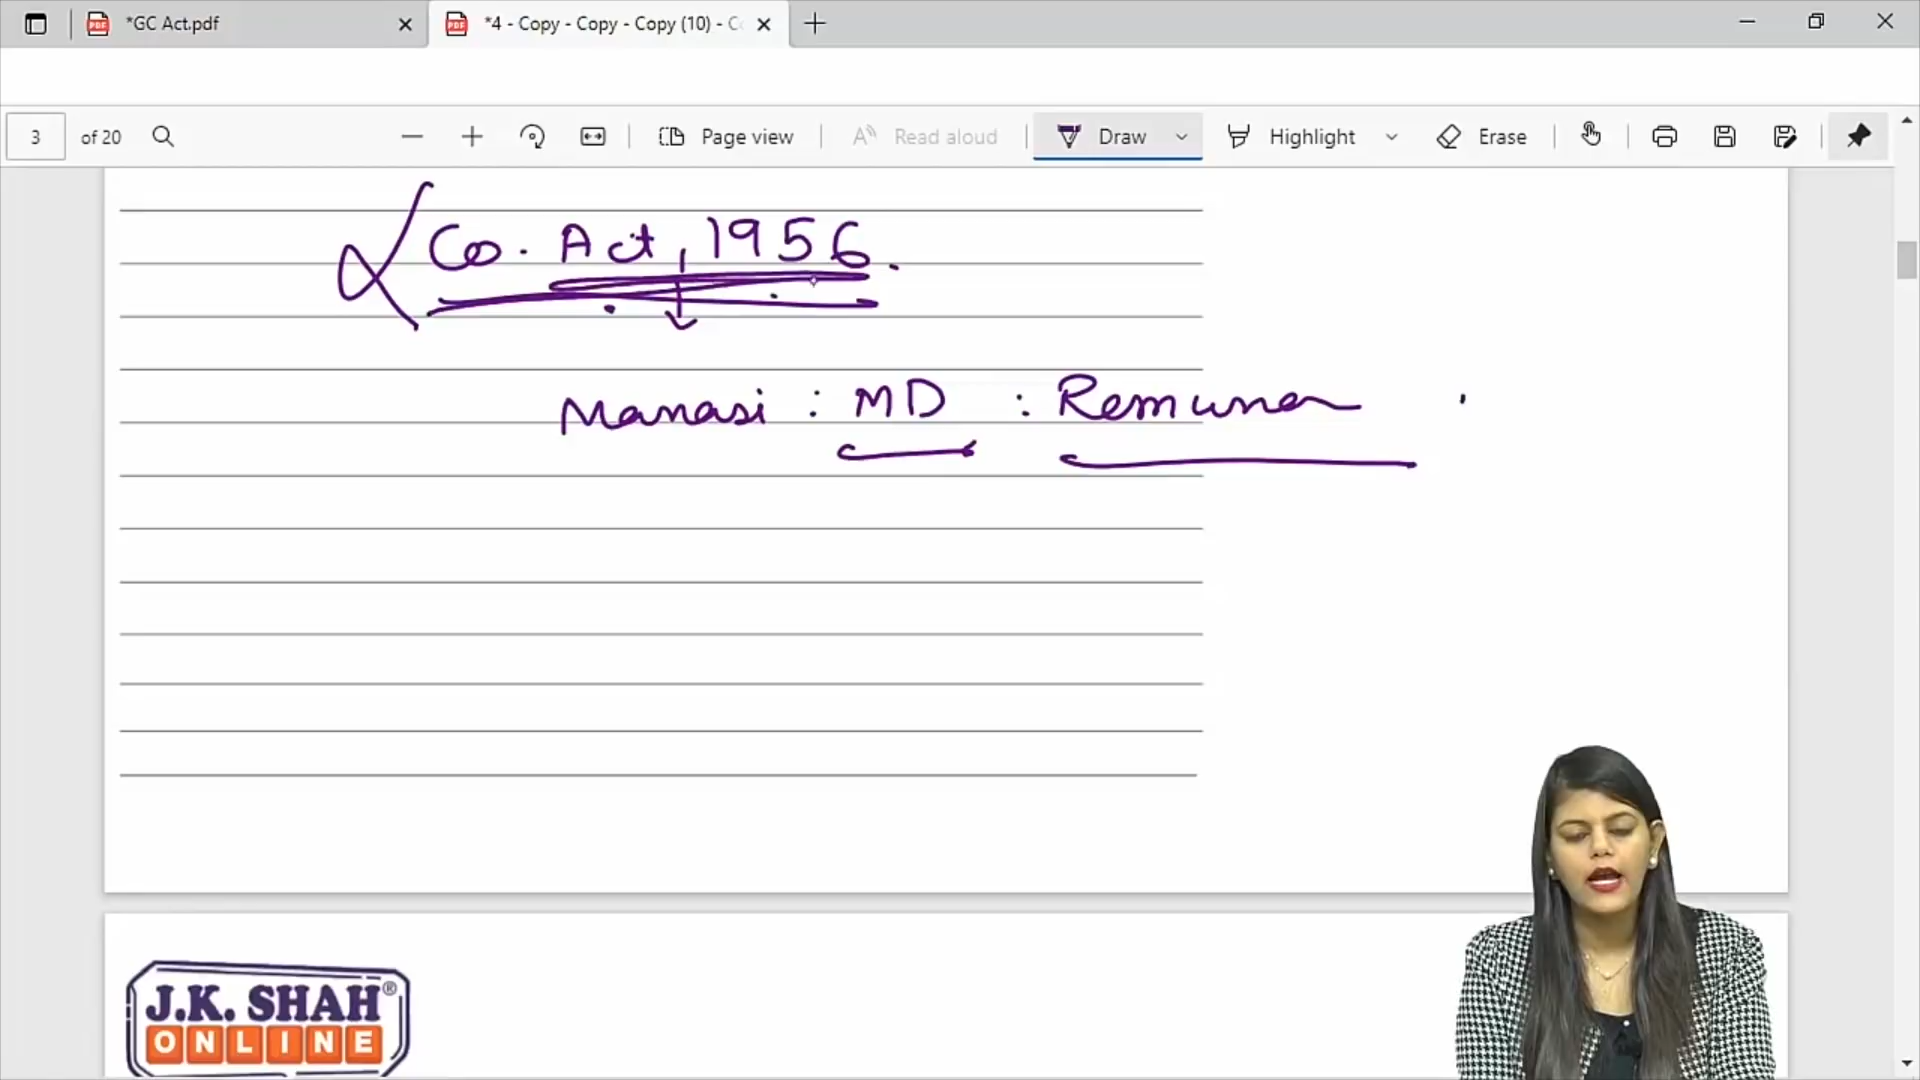 *GC Act.pdf
*4 - Copy - Copy - Copy (10) - Co
3 of 20 Page view Read aloud Draw Highlight Erase
Co. Act, 1956.
Manasi : MD : Remuner
J.K. SHAH®
ONLINE